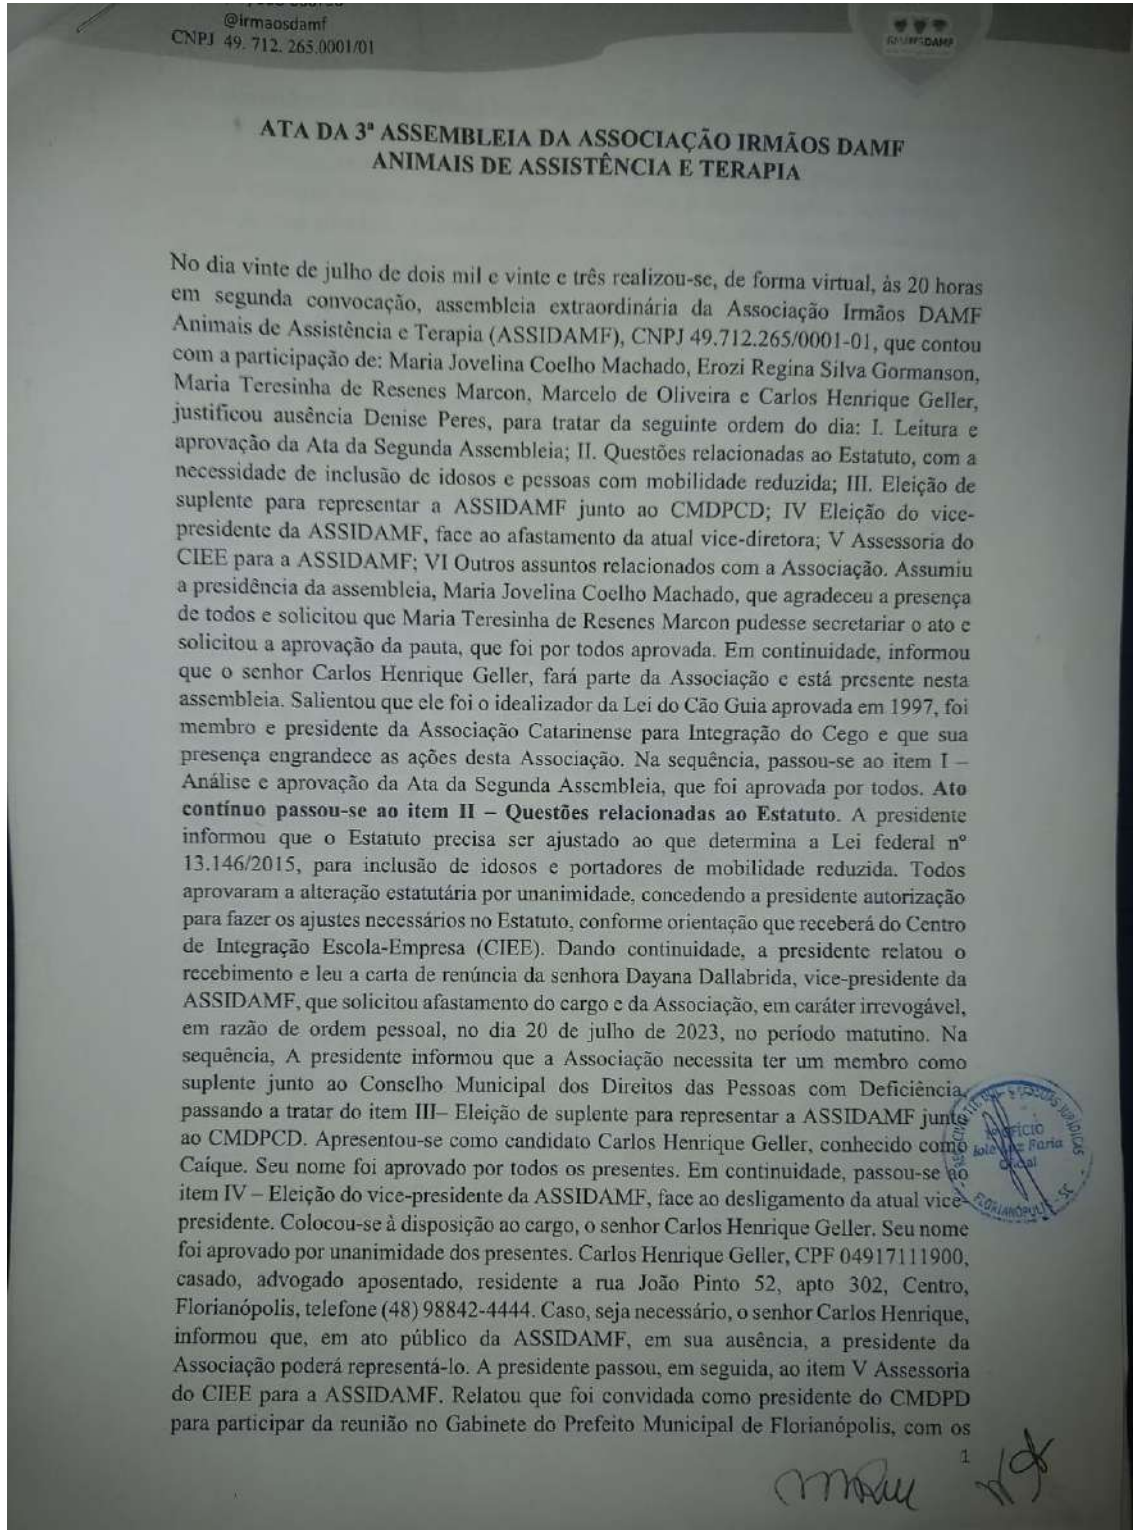 @irmaosdamf
CNPJ 49. 712. 265.0001/01
IRMÃOSDAMF
ATA DA 3ª ASSEMBLEIA DA ASSOCIAÇÃO IRMÃOS DAMF
ANIMAIS DE ASSISTÊNCIA E TERAPIA
No dia vinte de julho de dois mil e vinte e três realizou-se, de forma virtual, às 20 horas
em segunda convocação, assembleia extraordinária da Associação Irmãos DAMF
Animais de Assistência e Terapia (ASSIDAMF), CNPJ 49.712.265/0001-01, que contou
com a participação de: Maria Jovelina Coelho Machado, Erozi Regina Silva Gormanson,
Maria Teresinha de Resenes Marcon, Marcelo de Oliveira e Carlos Henrique Geller,
justificou ausência Denise Peres, para tratar da seguinte ordem do dia: I. Leitura e
aprovação da Ata da Segunda Assembleia; II. Questões relacionadas ao Estatuto, com a
necessidade de inclusão de idosos e pessoas com mobilidade reduzida; III. Eleição de
suplente para representar a ASSIDAMF junto ao CMDPCD; IV Eleição do vice-
presidente da ASSIDAMF, face ao afastamento da atual vice-diretora; V Assessoria do
CIEE para a ASSIDAMF; VI Outros assuntos relacionados com a Associação. Assumiu
a presidência da assembleia, Maria Jovelina Coelho Machado, que agradeceu a presença
de todos e solicitou que Maria Teresinha de Resenes Marcon pudesse secretariar o ato e
solicitou a aprovação da pauta, que foi por todos aprovada. Em continuidade, informou
que o senhor Carlos Henrique Geller, fará parte da Associação e está presente nesta
assembleia. Salientou que ele foi o idealizador da Lei do Cão Guia aprovada em 1997, foi
membro e presidente da Associação Catarinense para Integração do Cego e que sua
presença engrandece as ações desta Associação. Na sequência, passou-se ao item I –
Análise e aprovação da Ata da Segunda Assembleia, que foi aprovada por todos. Ato
contínuo passou-se ao item II – Questões relacionadas ao Estatuto. A presidente
informou que o Estatuto precisa ser ajustado ao que determina a Lei federal nº
13.146/2015, para inclusão de idosos e portadores de mobilidade reduzida. Todos
aprovaram a alteração estatutária por unanimidade, concedendo a presidente autorização
para fazer os ajustes necessários no Estatuto, conforme orientação que receberá do Centro
de Integração Escola-Empresa (CIEE). Dando continuidade, a presidente relatou o
recebimento e leu a carta de renúncia da senhora Dayana Dallabrida, vice-presidente da
ASSIDAMF, que solicitou afastamento do cargo e da Associação, em caráter irrevogável,
em razão de ordem pessoal, no dia 20 de julho de 2023, no período matutino. Na
sequência, A presidente informou que a Associação necessita ter um membro como
suplente junto ao Conselho Municipal dos Direitos das Pessoas com Deficiência,
passando a tratar do item III– Eleição de suplente para representar a ASSIDAMF junto
ao CMDPCD. Apresentou-se como candidato Carlos Henrique Geller, conhecido como
Caíque. Seu nome foi aprovado por todos os presentes. Em continuidade, passou-se ao
item IV – Eleição do vice-presidente da ASSIDAMF, face ao desligamento da atual vice-
presidente. Colocou-se à disposição ao cargo, o senhor Carlos Henrique Geller. Seu nome
foi aprovado por unanimidade dos presentes. Carlos Henrique Geller, CPF 04917111900,
casado, advogado aposentado, residente a rua João Pinto 52, apto 302, Centro,
Florianópolis, telefone (48) 98842-4444. Caso, seja necessário, o senhor Carlos Henrique,
informou que, em ato público da ASSIDAMF, em sua ausência, a presidente da
Associação poderá representá-lo. A presidente passou, em seguida, ao item V Assessoria
do CIEE para a ASSIDAMF. Relatou que foi convidada como presidente do CMDPD
para participar da reunião no Gabinete do Prefeito Municipal de Florianópolis, com os
PESSOAS JURÍDICAS
OFÍCIO
Faria
Oficial
FLORIANÓPOLIS - SC
1